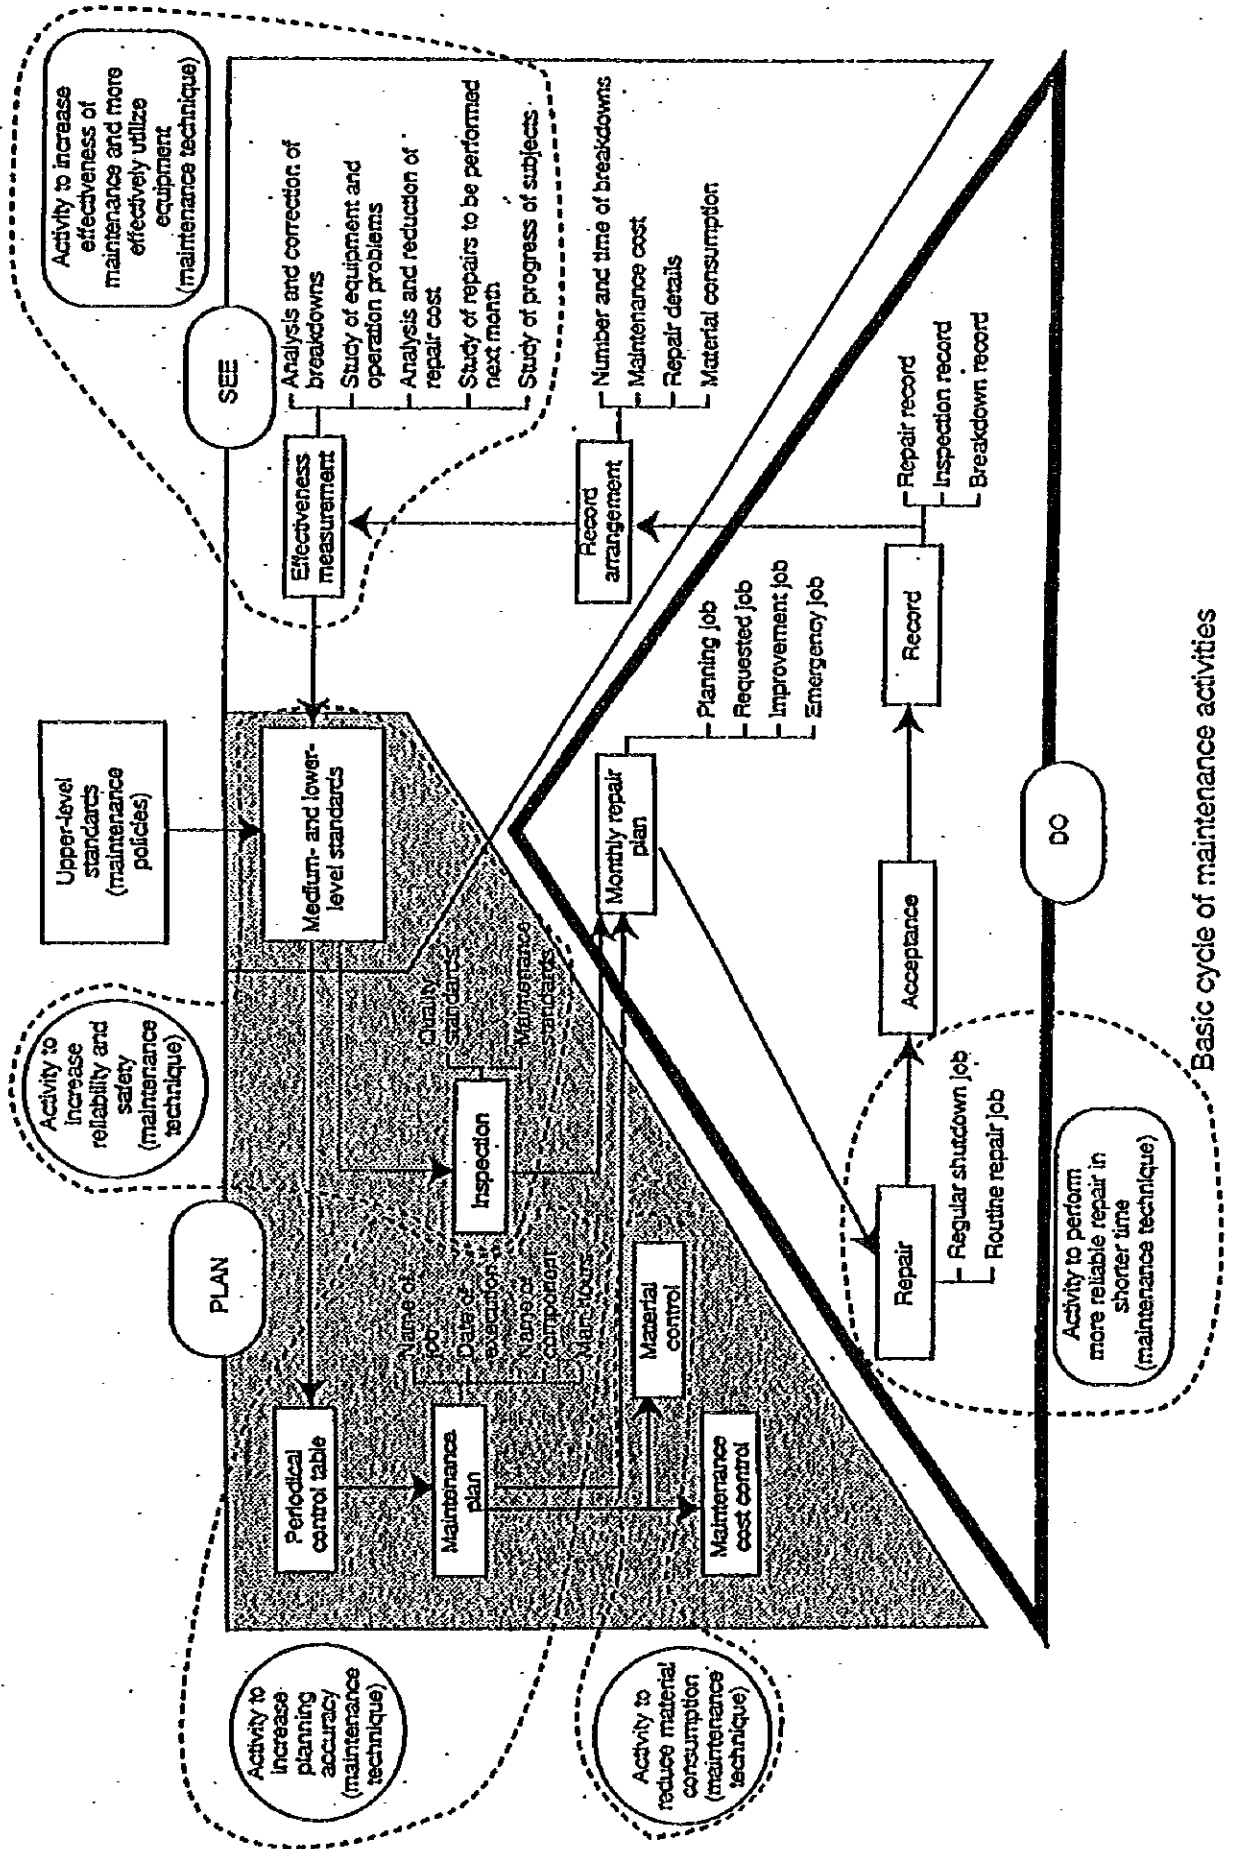 Upper-level
standards
(maintenance
policies)
Activity to increase
effectiveness of
maintenance and more
effectively utilize
equipment
(maintenance technique)
Activity to
increase
reliability and
safety
(maintenance
technique)
PLAN
SEE
Activity to
increase
planning
accuracy
(maintenance
technique)
Periodical
control table
Medium- and lower-
level standards
Effectiveness
measurement
Analysis and correction of
breakdowns
Study of equipment and
operation problems
Analysis and reduction of
repair cost
Study of repairs to be performed
next month
Study of progress of subjects
Name of
job
Date of
execution
Name of
component
Man-hours
Maintenance
plan
Inspection
Quality
standards
Maintenance
standards
Activity to
reduce material
consumption
(maintenance
technique)
Material
control
Maintenance
cost control
Monthly repair
plan
Planning job
Requested job
Improvement job
Emergency job
Record
arrangement
Number and time of breakdowns
Maintenance cost
Repair details
Material consumption
Repair
Regular shutdown job
Routine repair job
Acceptance
Record
Repair record
Inspection record
Breakdown record
Activity to perform
more reliable repair in
shorter time
(maintenance technique)
DO
Basic cycle of maintenance activities